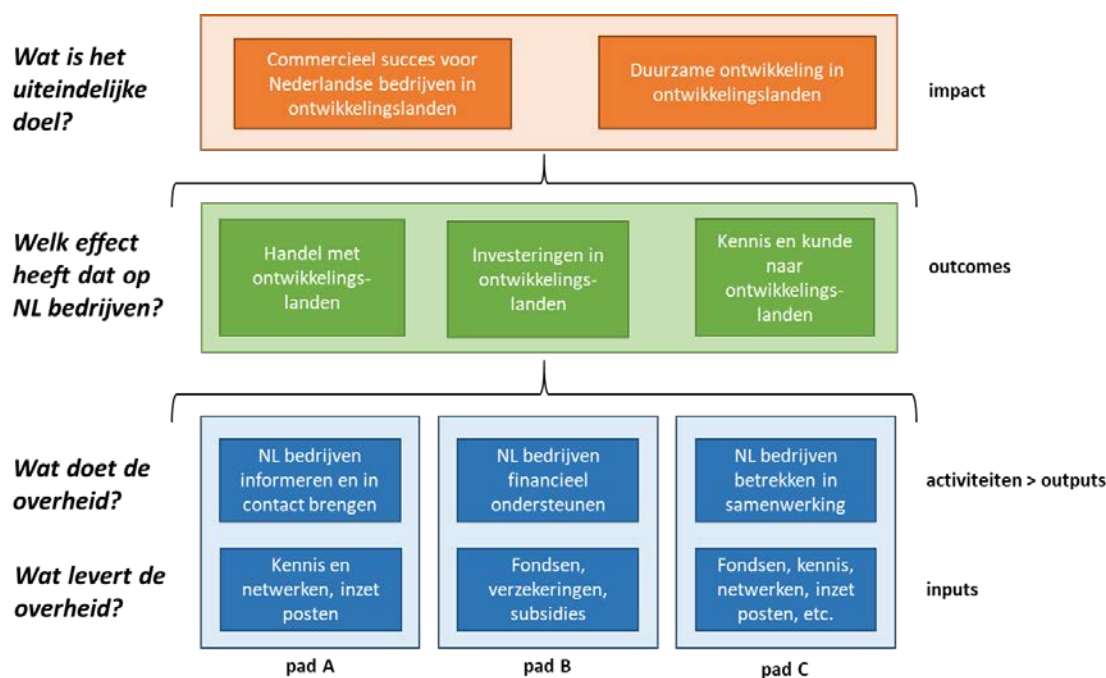 Wat is het
uiteindelijke
doel?
Commercieel succes voor
Nederlandse bedrijven in
ontwikkelingslanden
Duurzame ontwikkeling in
ontwikkelingslanden
impact
Welk effect
heeft dat op
NL bedrijven?
Handel met
ontwikkelings-
landen
Investeringen in
ontwikkelings-
landen
Kennis en kunde
naar
ontwikkelings-
landen
outcomes
Wat doet de
overheid?
NL bedrijven
informeren en in
contact brengen
NL bedrijven
financieel
ondersteunen
NL bedrijven
betrekken in
samenwerking
activiteiten > outputs
Wat levert de
overheid?
Kennis en
netwerken, inzet
posten
Fondsen,
verzekeringen,
subsidies
Fondsen, kennis,
netwerken, inzet
posten, etc.
inputs
pad A
pad B
pad C